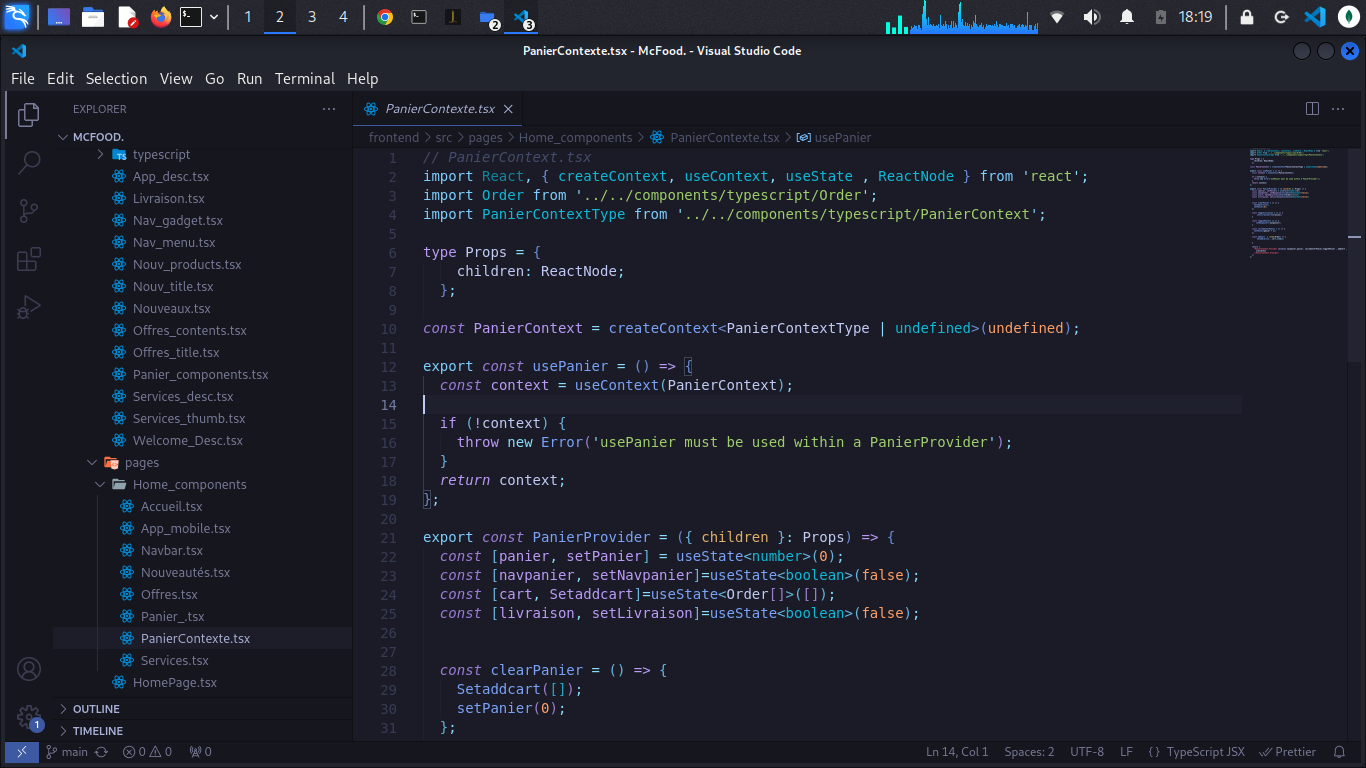 1 2 3 4
2
3
18:19
PanierContexte.tsx - McFood. - Visual Studio Code
File Edit Selection View Go Run Terminal Help
EXPLORER
MCFOOD.
typescript
App_desc.tsx
Livraison.tsx
Nav_gadget.tsx
Nav_menu.tsx
Nouv_products.tsx
Nouv_title.tsx
Nouveaux.tsx
Offres_contents.tsx
Offres_title.tsx
Panier_components.tsx
Services_desc.tsx
Services_thumb.tsx
Welcome_Desc.tsx
pages
Home_components
Accueil.tsx
App_mobile.tsx
Navbar.tsx
Nouveautés.tsx
Offres.tsx
Panier_.tsx
PanierContexte.tsx
Services.tsx
HomePage.tsx
OUTLINE
TIMELINE
PanierContexte.tsx
frontend > src > pages > Home_components > PanierContexte.tsx > usePanier
1 // PanierContext.tsx
2 import React, { createContext, useContext, useState , ReactNode } from 'react';
3 import Order from '../../components/typescript/Order';
4 import PanierContextType from '../../components/typescript/PanierContext';
5
6 type Props = {
7 children: ReactNode;
8 };
9
10 const PanierContext = createContext<PanierContextType | undefined>(undefined);
11
12 export const usePanier = () => {
13 const context = useContext(PanierContext);
14
15 if (!context) {
16 throw new Error('usePanier must be used within a PanierProvider');
17 }
18 return context;
19 };
20
21 export const PanierProvider = ({ children }: Props) => {
22 const [panier, setPanier] = useState<number>(0);
23 const [navpanier, setNavpanier]=useState<boolean>(false);
24 const [cart, Setaddcart]=useState<Order[]>([]);
25 const [livraison, setLivraison]=useState<boolean>(false);
26
27
28 const clearPanier = () => {
29 Setaddcart([]);
30 setPanier(0);
31 };
1
main 0 0 0 Ln 14, Col 1 Spaces: 2 UTF-8 LF { } TypeScript JSX Prettier